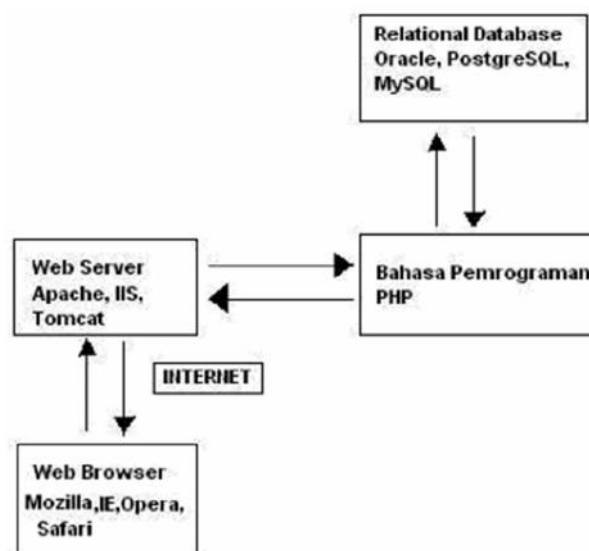 Relational Database
Oracle, PostgreSQL,
MySQL
Web Server
Apache, IIS,
Tomcat
Bahasa Pemrograman
PHP
INTERNET
Web Browser
Mozilla,IE,Opera,
Safari